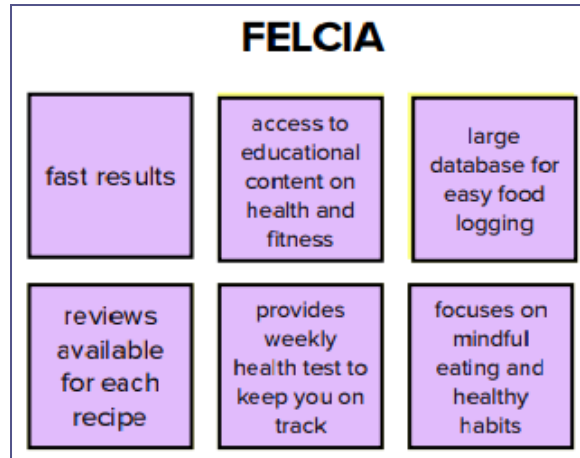 FELCIA
fast results
access to
educational
content on
health and
fitness
large
database for
easy food
logging
reviews
available
for each
recipe
provides
weekly
health test to
keep you on
track
focuses on
mindful
eating and
healthy
habits